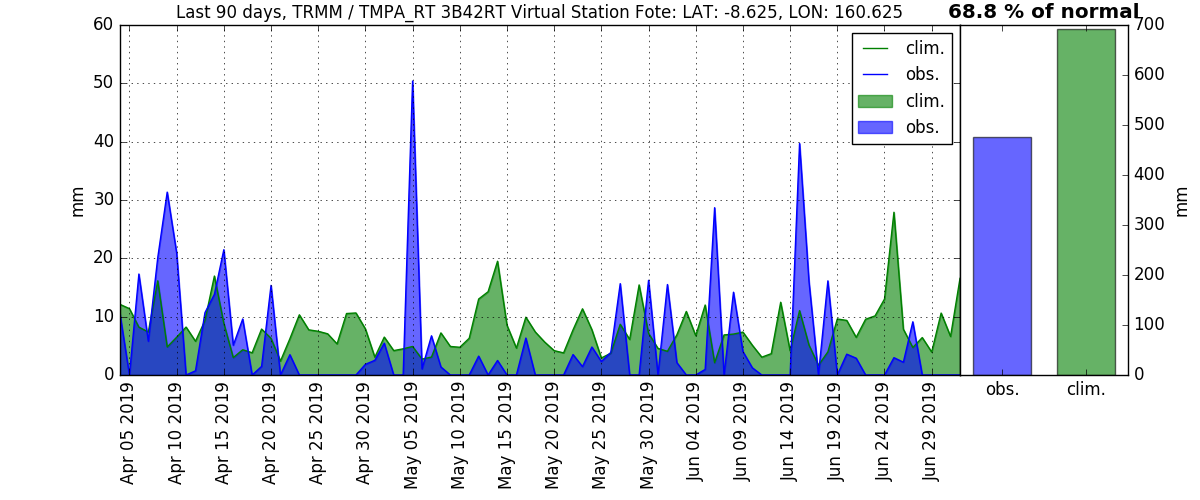 Last 90 days, TRMM / TMPA_RT 3B42RT Virtual Station Fote: LAT: -8.625, LON: 160.625
68.8 % of normal
60
50
40
30
20
10
0
mm
clim.
obs.
clim.
obs.
700
600
500
400
300
200
100
0
mm
Apr 05 2019
Apr 10 2019
Apr 15 2019
Apr 20 2019
Apr 25 2019
Apr 30 2019
May 05 2019
May 10 2019
May 15 2019
May 20 2019
May 25 2019
May 30 2019
Jun 04 2019
Jun 09 2019
Jun 14 2019
Jun 19 2019
Jun 24 2019
Jun 29 2019
obs.
clim.